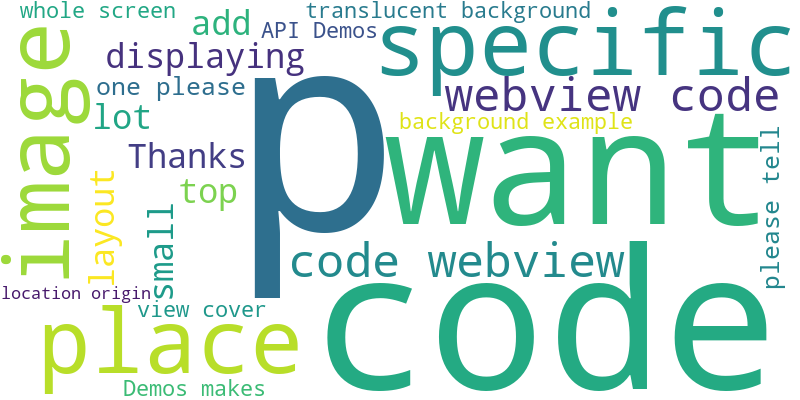 whole screen
translucent background
add
API Demos
specific
image
displaying
one please
webview code
lot
p
want
background example
Thanks
top
please tell
layout
small
code webview
code
location origin
view cover
place
Demos makes